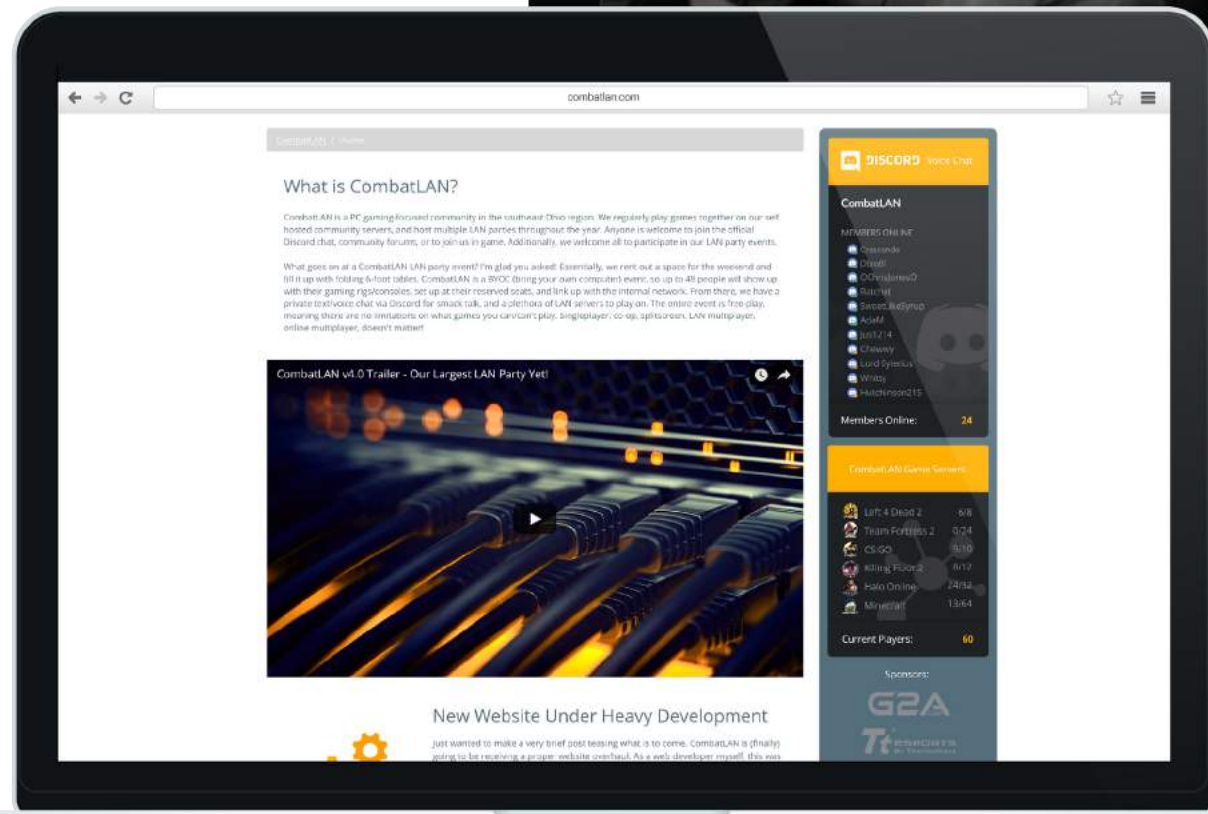 combatlan.com
CombatLAN / Home
What is CombatLAN?
CombatLAN is a PC gaming-focused community in the southeast Ohio region. We regularly play games together on our self
hosted community servers, and host multiple LAN parties throughout the year. Anyone is welcome to join the official
Discord chat, community forums, or to join us in game. Additionally, we welcome all to participate in our LAN party events.
What goes on at a CombatLAN LAN party event? I'm glad you asked! Essentially, we rent out a space for the weekend and
fill it up with folding 6-foot tables. CombatLAN is a BYOC (bring your own computer) event, so up to 48 people will show up
with their gaming rigs/consoles, set up at their reserved seats, and link up with the internal network. From there, we have a
private text/voice chat via Discord for smack talk, and a plethora of LAN servers to play on. The entire event is free-play,
meaning there are no limitations on what games you can/can't play. Singleplayer, co-op, splitscreen, LAN multiplayer,
online multiplayer, doesn't matter!
CombatLAN v4.0 Trailer - Our Largest LAN Party Yet!
New Website Under Heavy Development
Just wanted to make a very brief post teasing what is to come. CombatLAN is (finally)
going to be receiving a proper website overhaul. As a web developer myself, this was
DISCORD Voice Chat
CombatLAN
MEMBERS ONLINE
OChrisJonesO
Ratchet
SweetLikeSyrup
AdaM
Jus1214
Chewwy
Whitsy
Hutchinson215
Members Online: 24
CombatLAN Game Servers
Left 4 Dead 2 6/8
Team Fortress 2 0/24
CS:GO 9/10
Killing Floor 2 8/12
Halo Online 24/32
Minecraft 13/64
Current Players: 60
Sponsors:
G2A
Tt eSPORTS